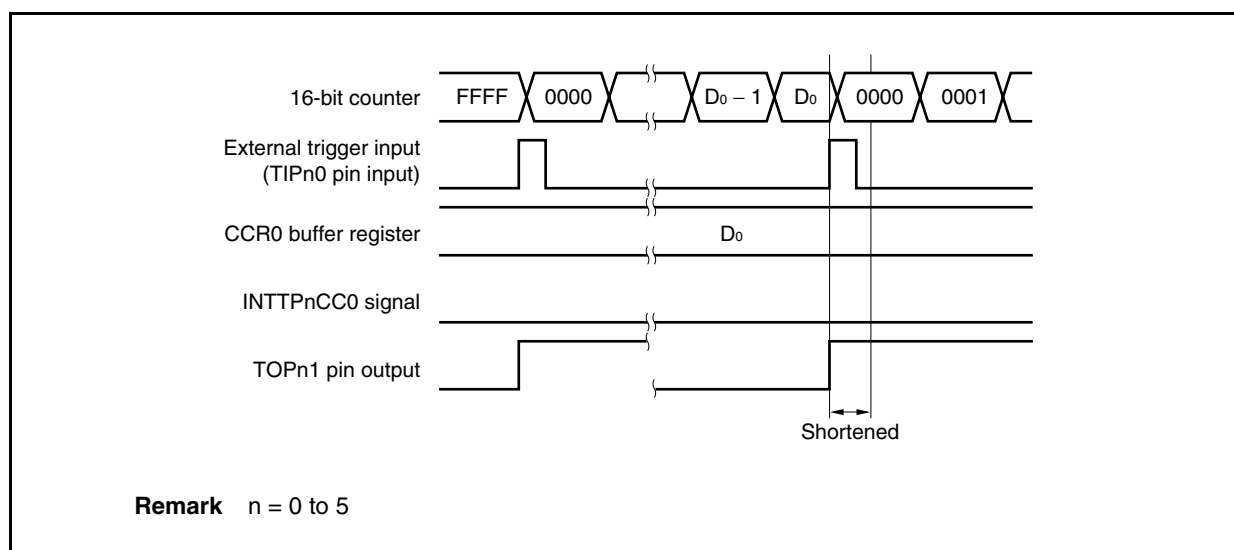 16-bit counter FFFF 0000 D0 − 1 D0 0000 0001
External trigger input
(TIPn0 pin input)
CCR0 buffer register D0
INTTPnCC0 signal
TOPn1 pin output
Shortened
Remark n = 0 to 5